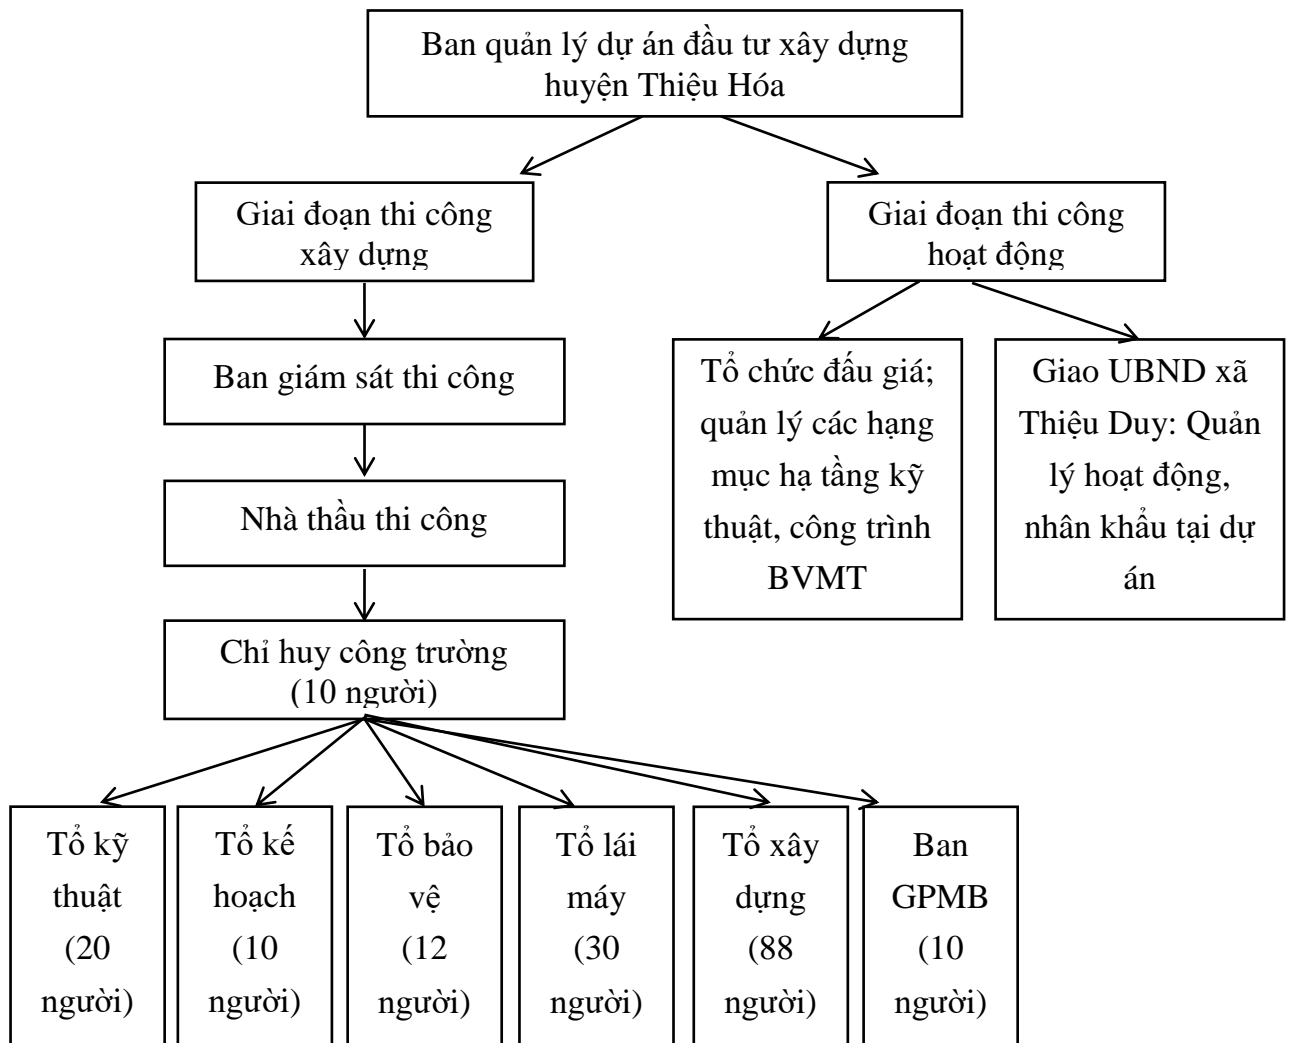 Ban quản lý dự án đầu tư xây dựng
huyện Thiệu Hóa
Giai đoạn thi công
xây dựng
Giai đoạn thi công
hoạt động
Ban giám sát thi công
Nhà thầu thi công
Chỉ huy công trường
(10 người)
Tổ chức đấu giá;
quản lý các hạng
mục hạ tầng kỹ
thuật, công trình
BVMT
Giao UBND xã
Thiệu Duy: Quản
lý hoạt động,
nhân khẩu tại dự
án
Tổ kỹ
thuật
(20
người)
Tổ kế
hoạch
(10
người)
Tổ bảo
vệ
(12
người)
Tổ lái
máy
(30
người)
Tổ xây
dựng
(88
người)
Ban
GPMB
(10
người)